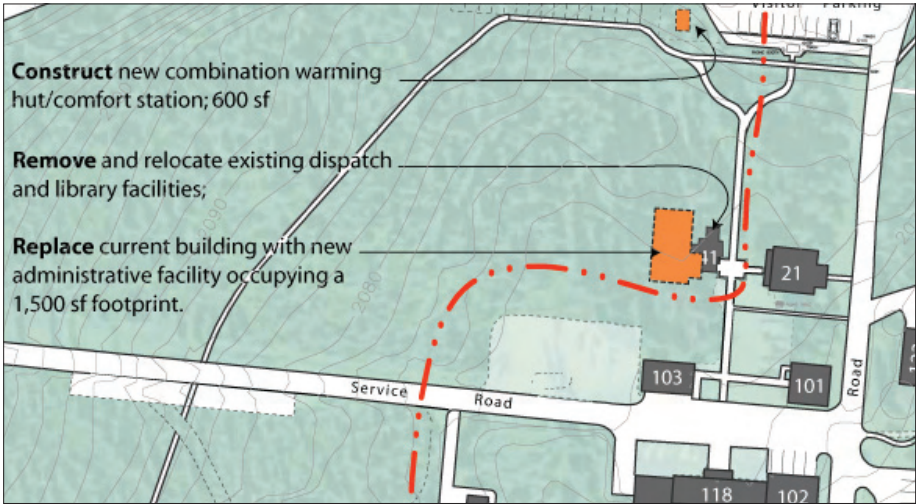 Visitor Parking
Construct new combination warming
hut/comfort station; 600 sf
Remove and relocate existing dispatch
and library facilities;
Replace current building with new
administrative facility occupying a
1,500 sf footprint.
41
21
2090
2080
103
101
Service Road
Road
118
102